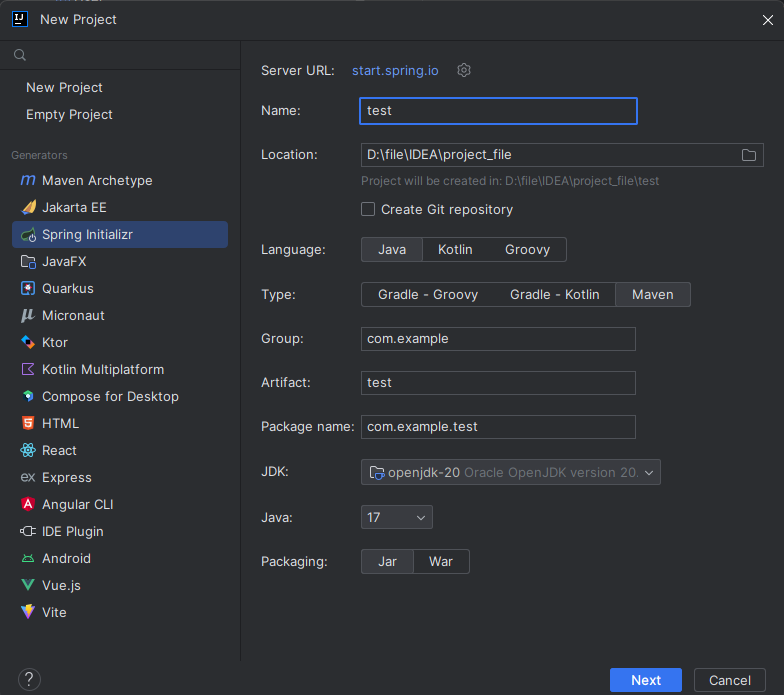 New Project
New Project
Empty Project
Generators
Maven Archetype
Jakarta EE
Spring Initializr
JavaFX
Quarkus
Micronaut
Ktor
Kotlin Multiplatform
Compose for Desktop
HTML
React
Express
Angular CLI
IDE Plugin
Android
Vue.js
Vite
Server URL: start.spring.io
Name: test
Location: D:\file\IDEA\project_file
Project will be created in: D:\file\IDEA\project_file\test
Create Git repository
Language: Java Kotlin Groovy
Type: Gradle - Groovy Gradle - Kotlin Maven
Group: com.example
Artifact: test
Package name: com.example.test
JDK: openjdk-20 Oracle OpenJDK version 20.
Java: 17
Packaging: Jar War
? Next Cancel